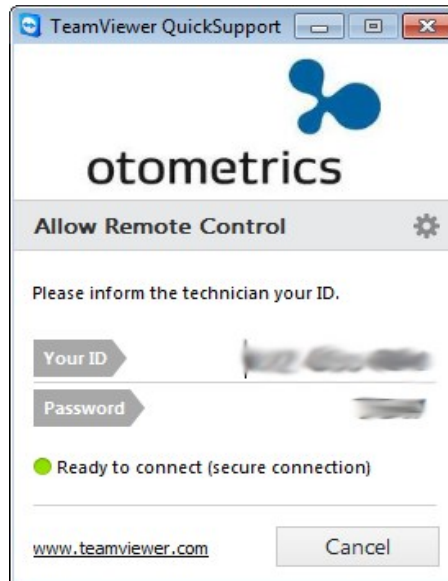 TeamViewer QuickSupport
otometrics
Allow Remote Control
Please inform the technician your ID.
Your ID
Password
Ready to connect (secure connection)
www.teamviewer.com
Cancel